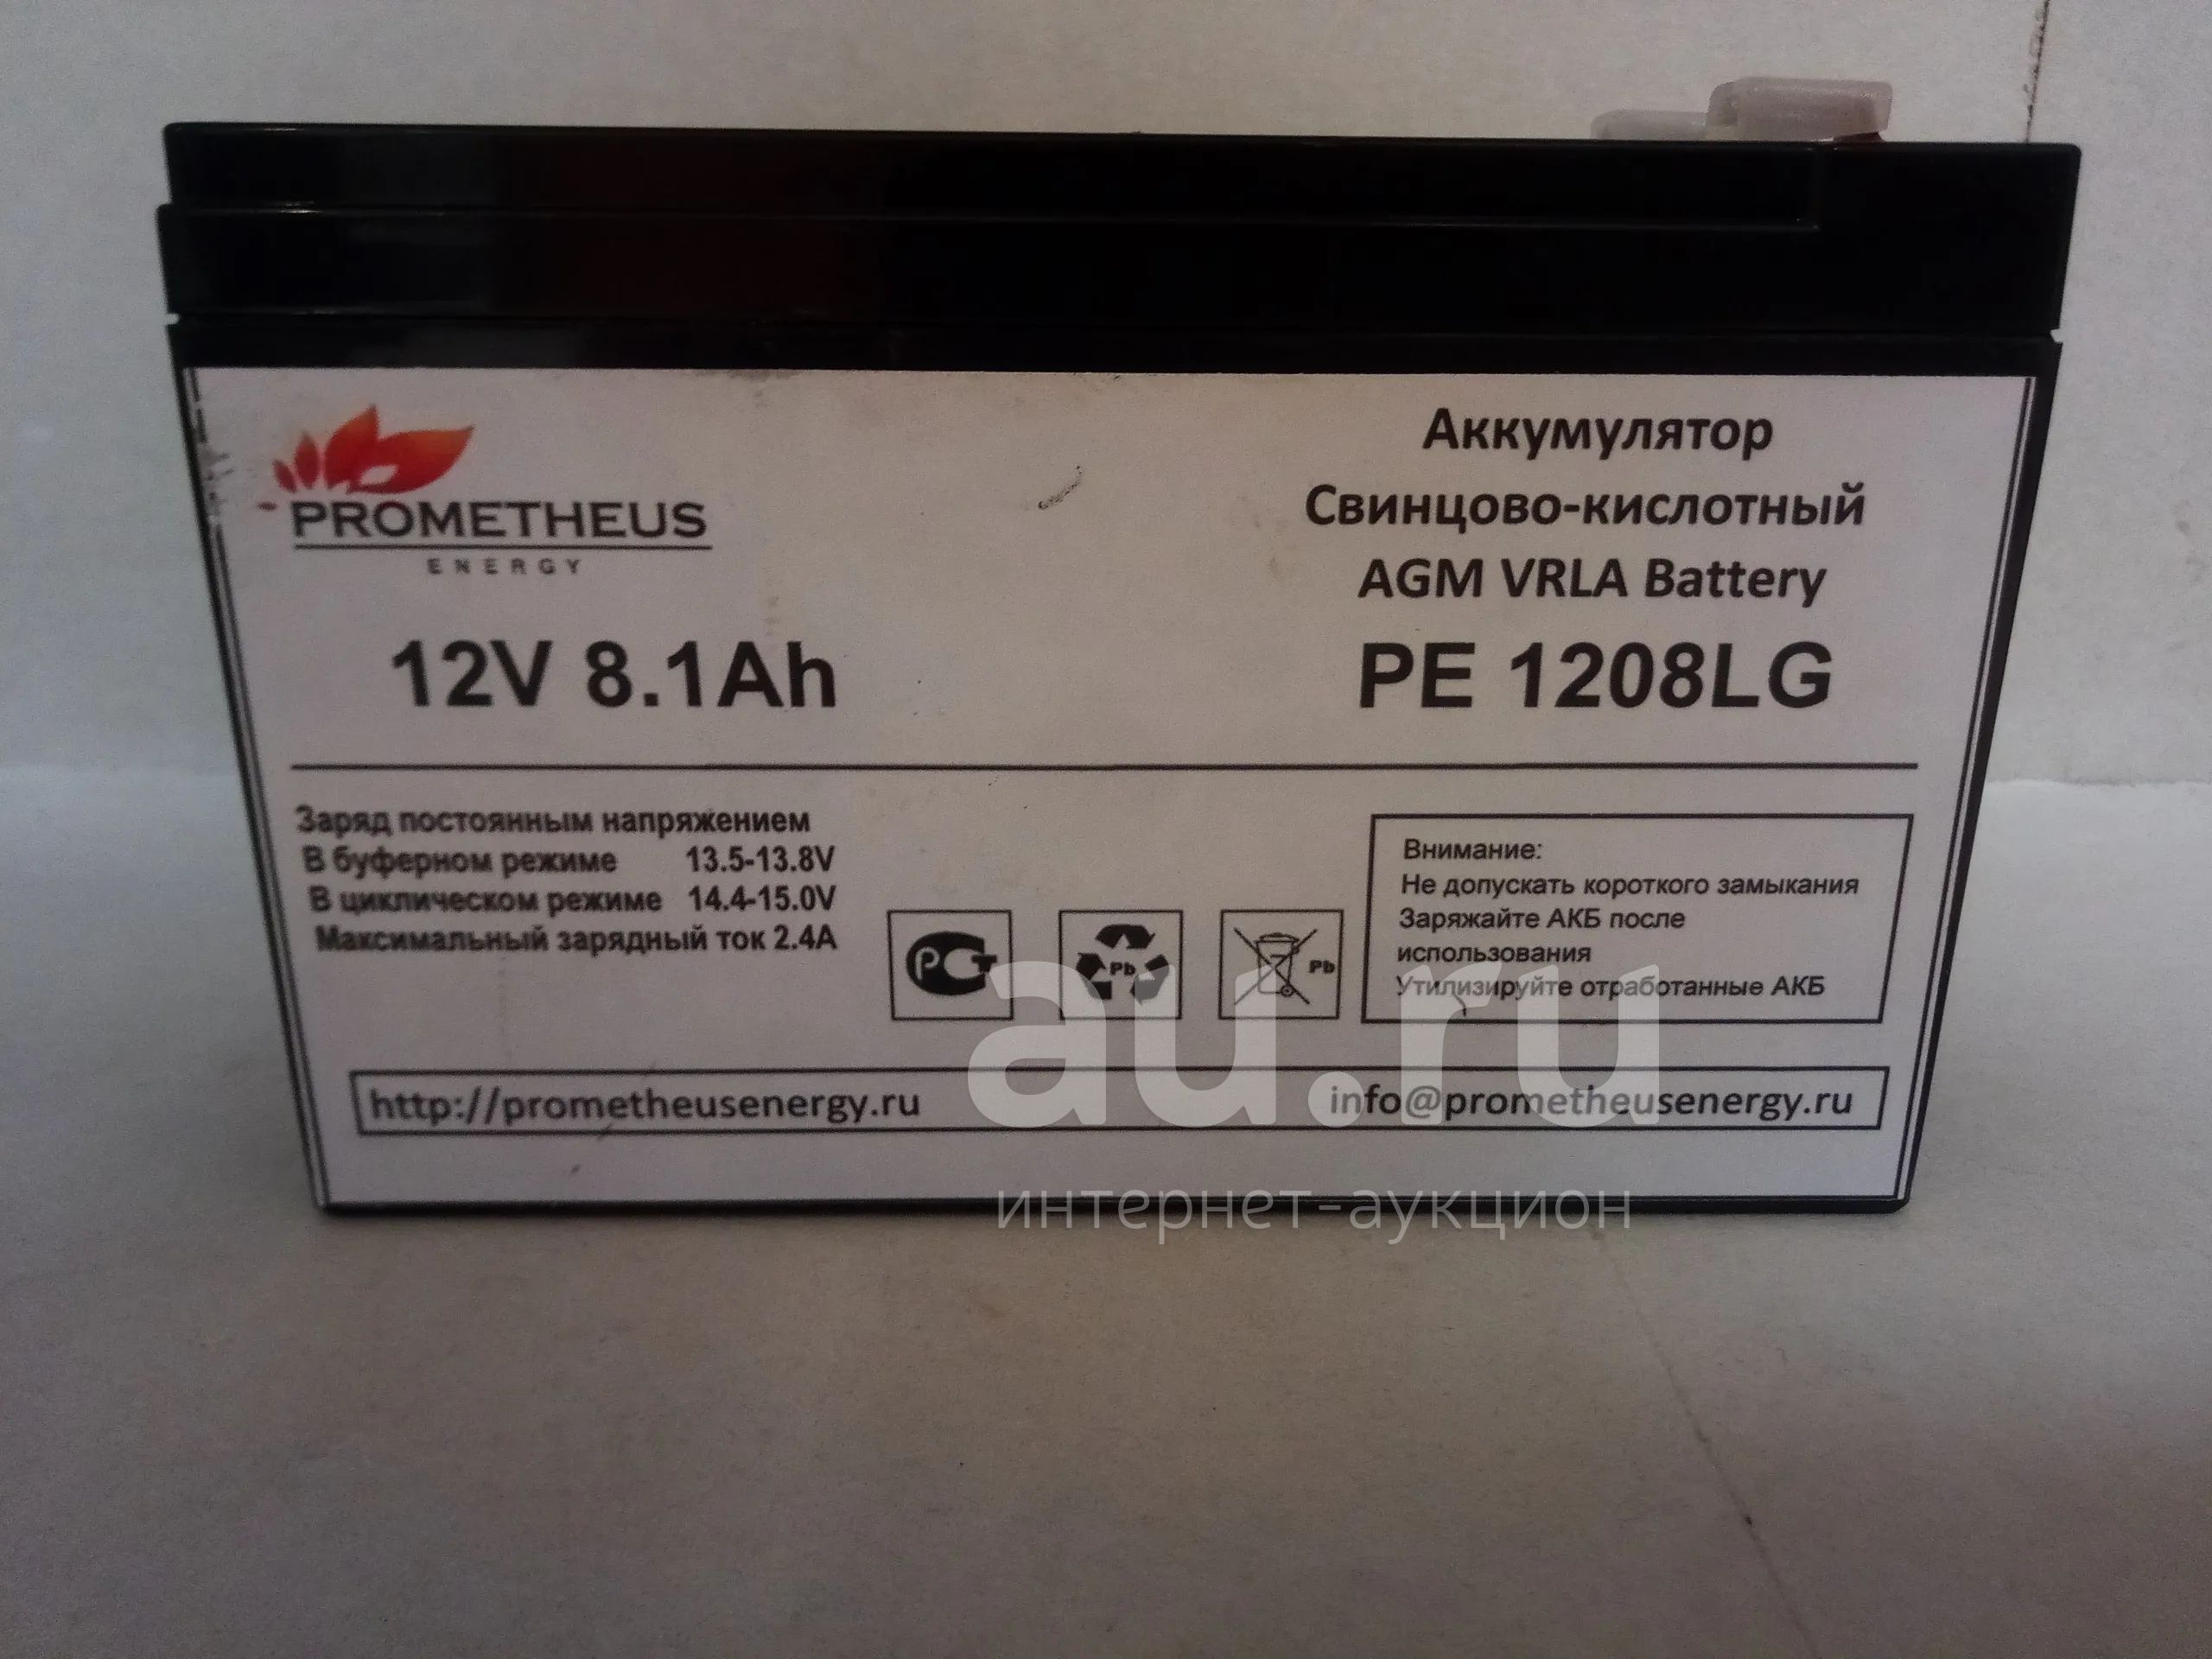 PROMETHEUS
ENERGY
Аккумулятор
Свинцово-кислотный
AGM VRLA Battery
12V 8.1Ah
PE 1208LG
Заряд постоянным напряжением
В буферном режиме 13.5-13.8V
В циклическом режиме 14.4-15.0V
Максимальный зарядный ток 2.4A
РСТ
Pb
Pb
Внимание:
Не допускать короткого замыкания
Заряжайте АКБ после
использования
Утилизируйте отработанные АКБ
http://prometheusenergy.ru
info@prometheusenergy.ru
au.ru
интернет-аукцион